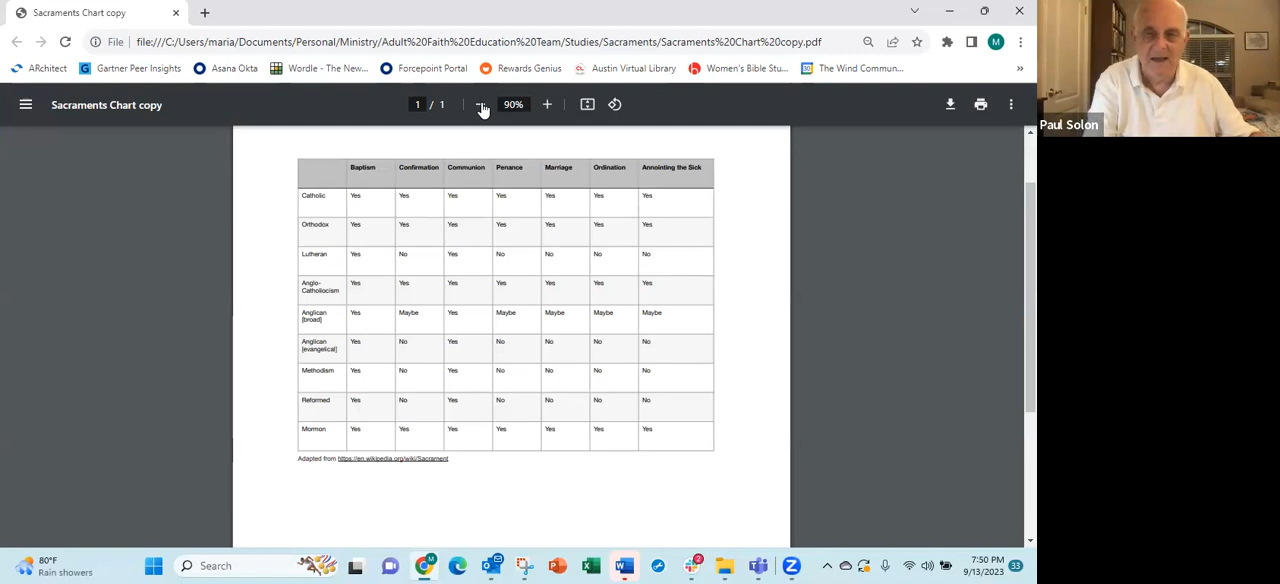 Sacraments Chart copy
File file:///C:/Users/maria/Documents/Personal/Ministry/Adult%20Faith%20Education%20Team/Studies/Sacraments/Sacraments%20Chart%20copy.pdf M
ARchitect Gartner Peer Insights Asana Okta Wordle - The New... Forcepoint Portal Rewards Genius Austin Virtual Library Women's Bible Stu... The Wind Commun... »
Sacraments Chart copy 1 / 1 90%
Paul Solon
Baptism Confirmation Communion Penance Marriage Ordination Annointing the Sick
Catholic Yes Yes Yes Yes Yes Yes Yes
Orthodox Yes Yes Yes Yes Yes Yes Yes
Lutheran Yes No Yes No No No No
Anglo-
Catholiocism Yes Yes Yes Yes Yes Yes Yes
Anglican
[broad] Yes Maybe Yes Maybe Maybe Maybe Maybe
Anglican
[evangelical] Yes No Yes No No No No
Methodism Yes No Yes No No No No
Reformed Yes No Yes No No No No
Mormon Yes Yes Yes Yes Yes Yes Yes
Adapted from https://en.wikipedia.org/wiki/Sacrament
80°F
Rain showers
Search
7:50 PM
9/13/2023
33